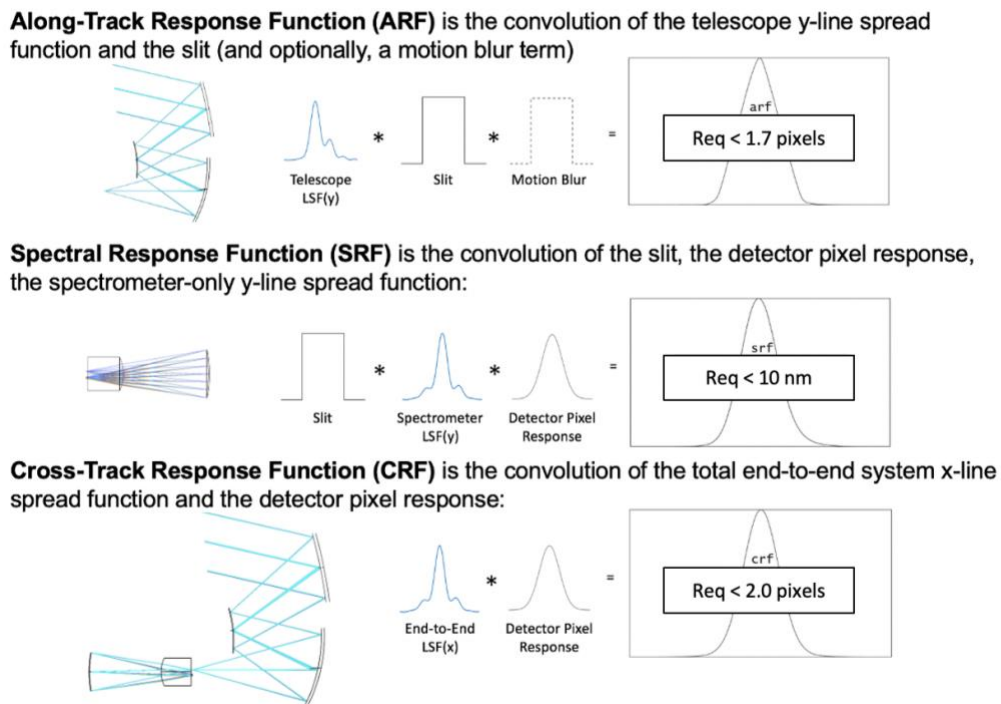 Along-Track Response Function (ARF) is the convolution of the telescope y-line spread
function and the slit (and optionally, a motion blur term)
* * =
arf
Req < 1.7 pixels
Telescope Slit Motion Blur
LSF(y)
Spectral Response Function (SRF) is the convolution of the slit, the detector pixel response,
the spectrometer-only y-line spread function:
* * =
srf
Req < 10 nm
Slit Spectrometer Detector Pixel
LSF(y) Response
Cross-Track Response Function (CRF) is the convolution of the total end-to-end system x-line
spread function and the detector pixel response:
* =
crf
Req < 2.0 pixels
End-to-End Detector Pixel
LSF(x) Response